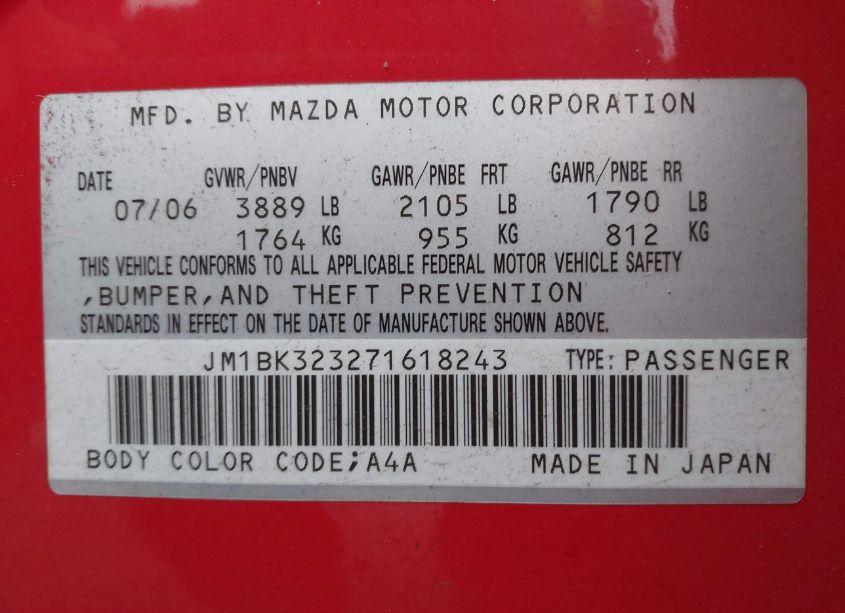 MFD. BY MAZDA MOTOR CORPORATION
DATE GVWR/PNBV GAWR/PNBE FRT GAWR/PNBE RR
07/06 3889 LB 2105 LB 1790 LB
1764 KG 955 KG 812 KG
THIS VEHICLE CONFORMS TO ALL APPLICABLE FEDERAL MOTOR VEHICLE SAFETY
,BUMPER,AND THEFT PREVENTION
STANDARDS IN EFFECT ON THE DATE OF MANUFACTURE SHOWN ABOVE.
JM1BK323271618243 TYPE: PASSENGER
BODY COLOR CODE;A4A MADE IN JAPAN